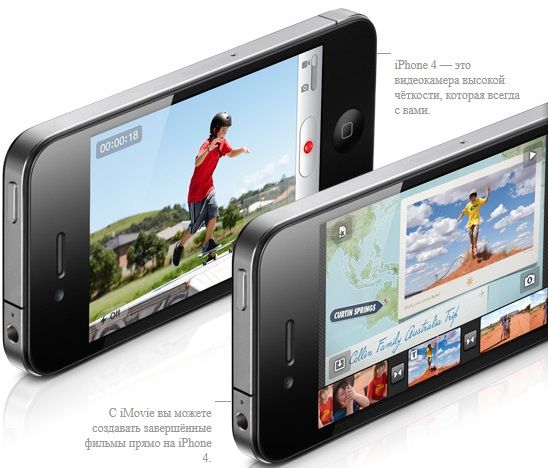 iPhone 4 — это
видеокамера высокой
чёткости, которая всегда
с вами.
00:00:18
Off
CURTIN SPRINGS
Collin Family Australia Trip
T
С iMovie вы можете
создавать завершённые
фильмы прямо на iPhone
4.